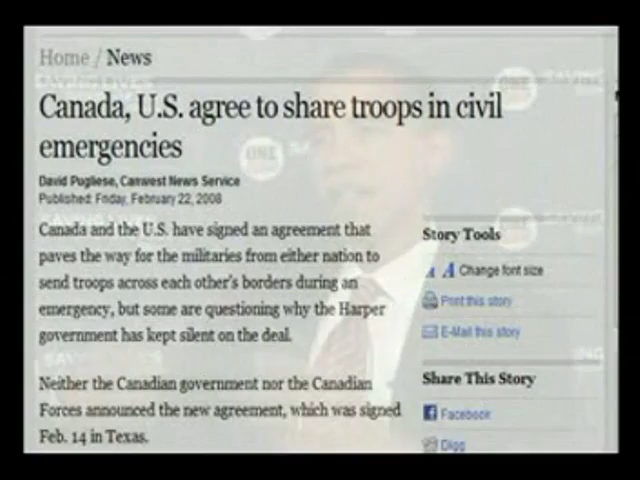 Home / News
Canada, U.S. agree to share troops in civil
emergencies
David Pugliese, Canwest News Service
Published: Friday, February 22, 2008
Canada and the U.S. have signed an agreement that
paves the way for the militaries from either nation to
send troops across each other's borders during an
emergency, but some are questioning why the Harper
government has kept silent on the deal.
Neither the Canadian government nor the Canadian
Forces announced the new agreement, which was signed
Feb. 14 in Texas.
Story Tools
A A Change font size
Print this story
E-Mail this story
Share This Story
Facebook
Digg
SAVING LIVES
ONE